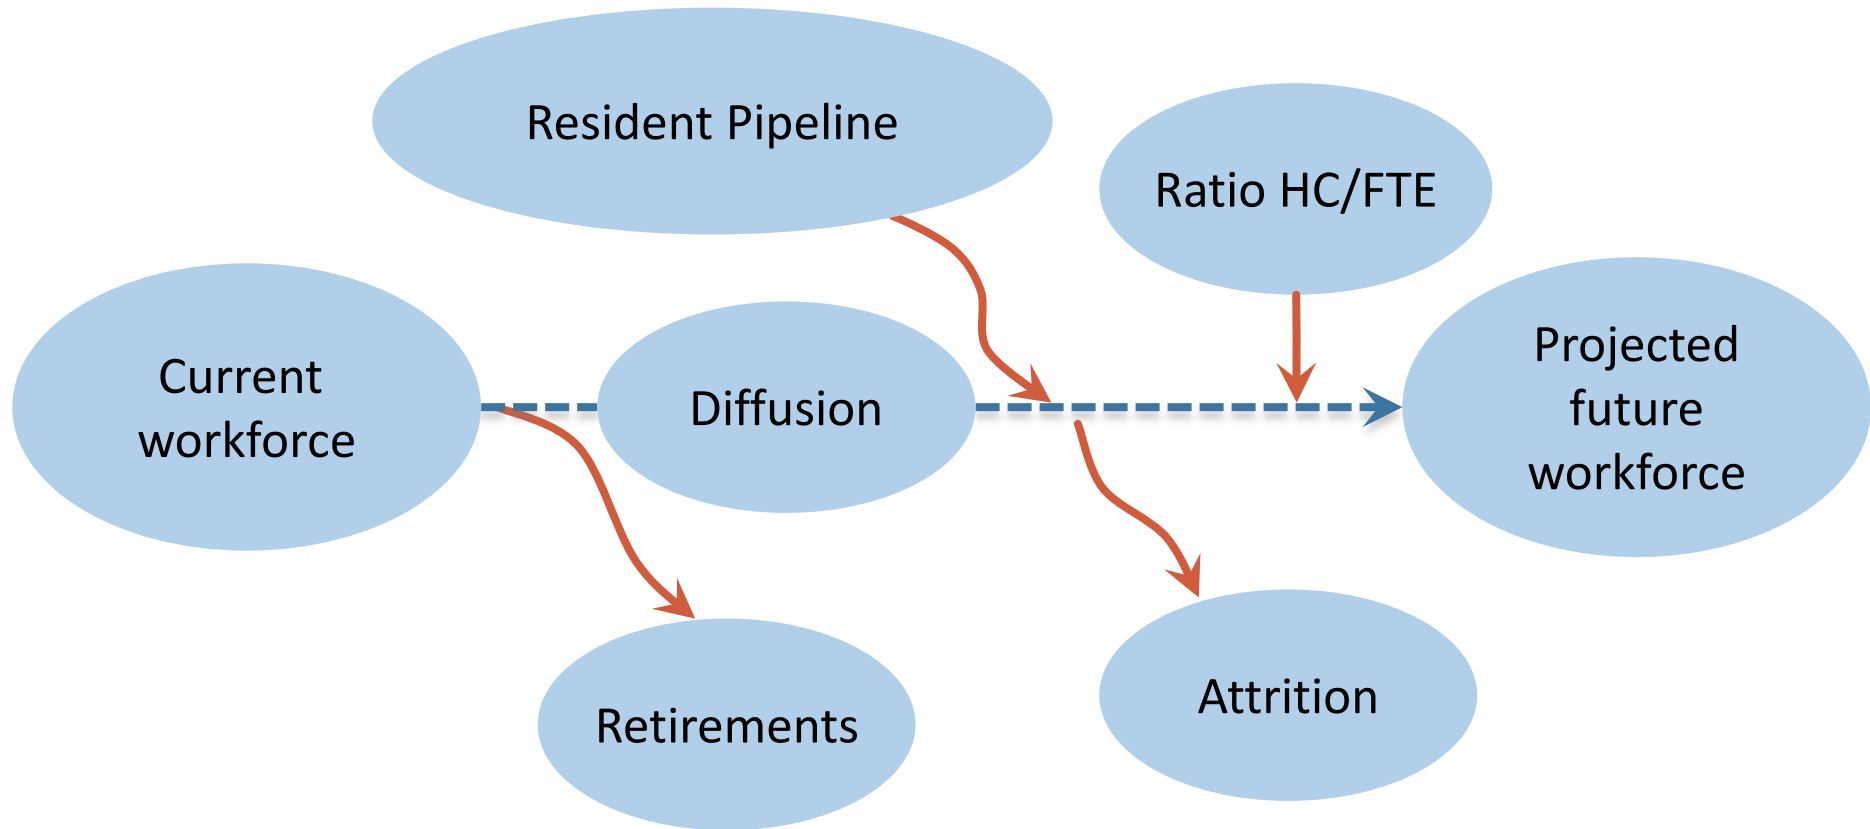 Resident Pipeline
Ratio HC/FTE
Current
workforce
Diffusion
Projected
future
workforce
Retirements
Attrition